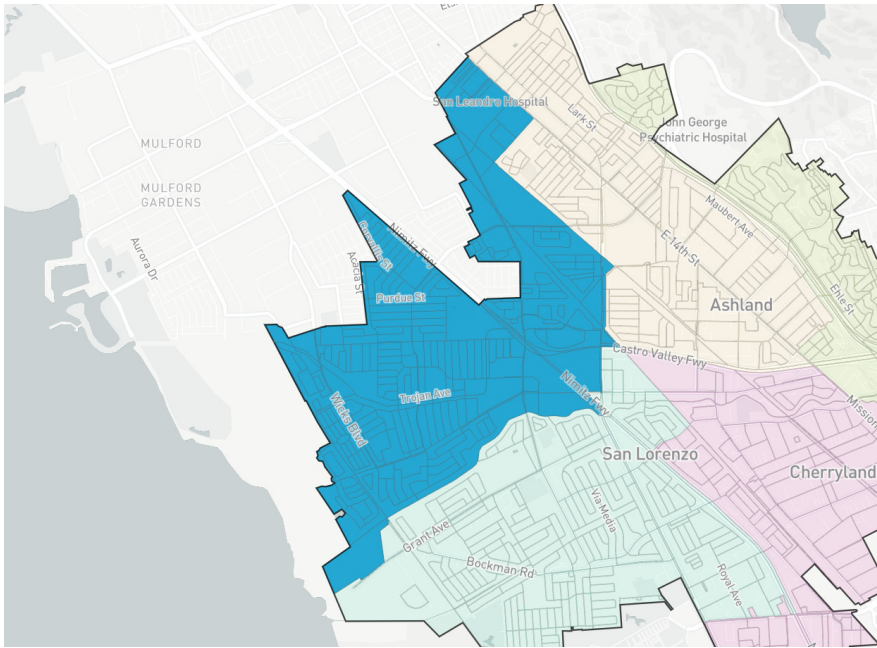 San Leandro Hospital
Lark St
John George
Psychiatric Hospital
MULFORD
MULFORD
GARDENS
Maubert Ave
Aurora Dr
Acacia St
Nimitz Fwy
E 14th St
Purdue St
Ashland
Ehle St
Castro Valley Fwy
Nimitz Fwy
Trojan Ave
Wicks Blvd
Mission
San Lorenzo
Cherryland
Via Media
Grant Ave
Bockman Rd
Royal Ave